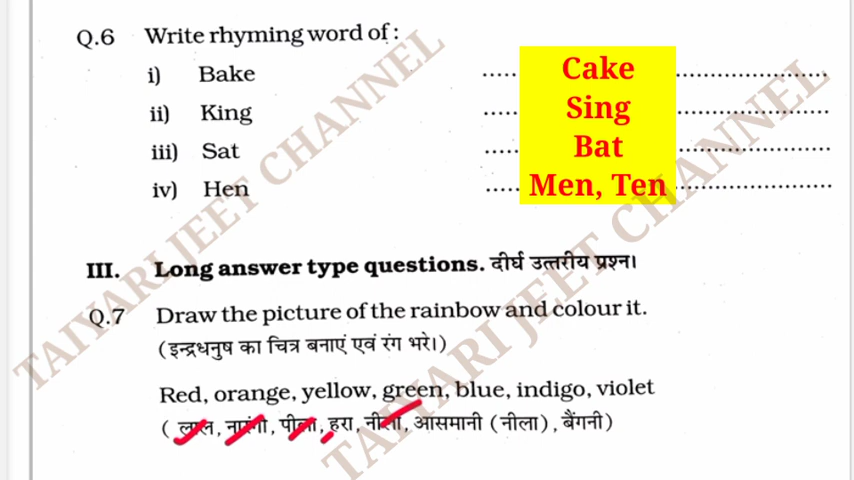 Q.6 Write rhyming word of :
i) Bake ..... Cake ..............................
ii) King ..... Sing ..............................
iii) Sat ..... Bat ..............................
iv) Hen ..... Men, Ten ..............................
III. Long answer type questions. दीर्घ उत्तरीय प्रश्न।
Q.7 Draw the picture of the rainbow and colour it.
(इन्द्रधनुष का चित्र बनाएं एवं रंग भरे।)
Red, orange, yellow, green, blue, indigo, violet
( लाल, नारंगी, पीला, हरा, नीला, आसमानी (नीला), बैंगनी)
TAIYARI JEET CHANNEL
TAIYARI JEET CHANNEL